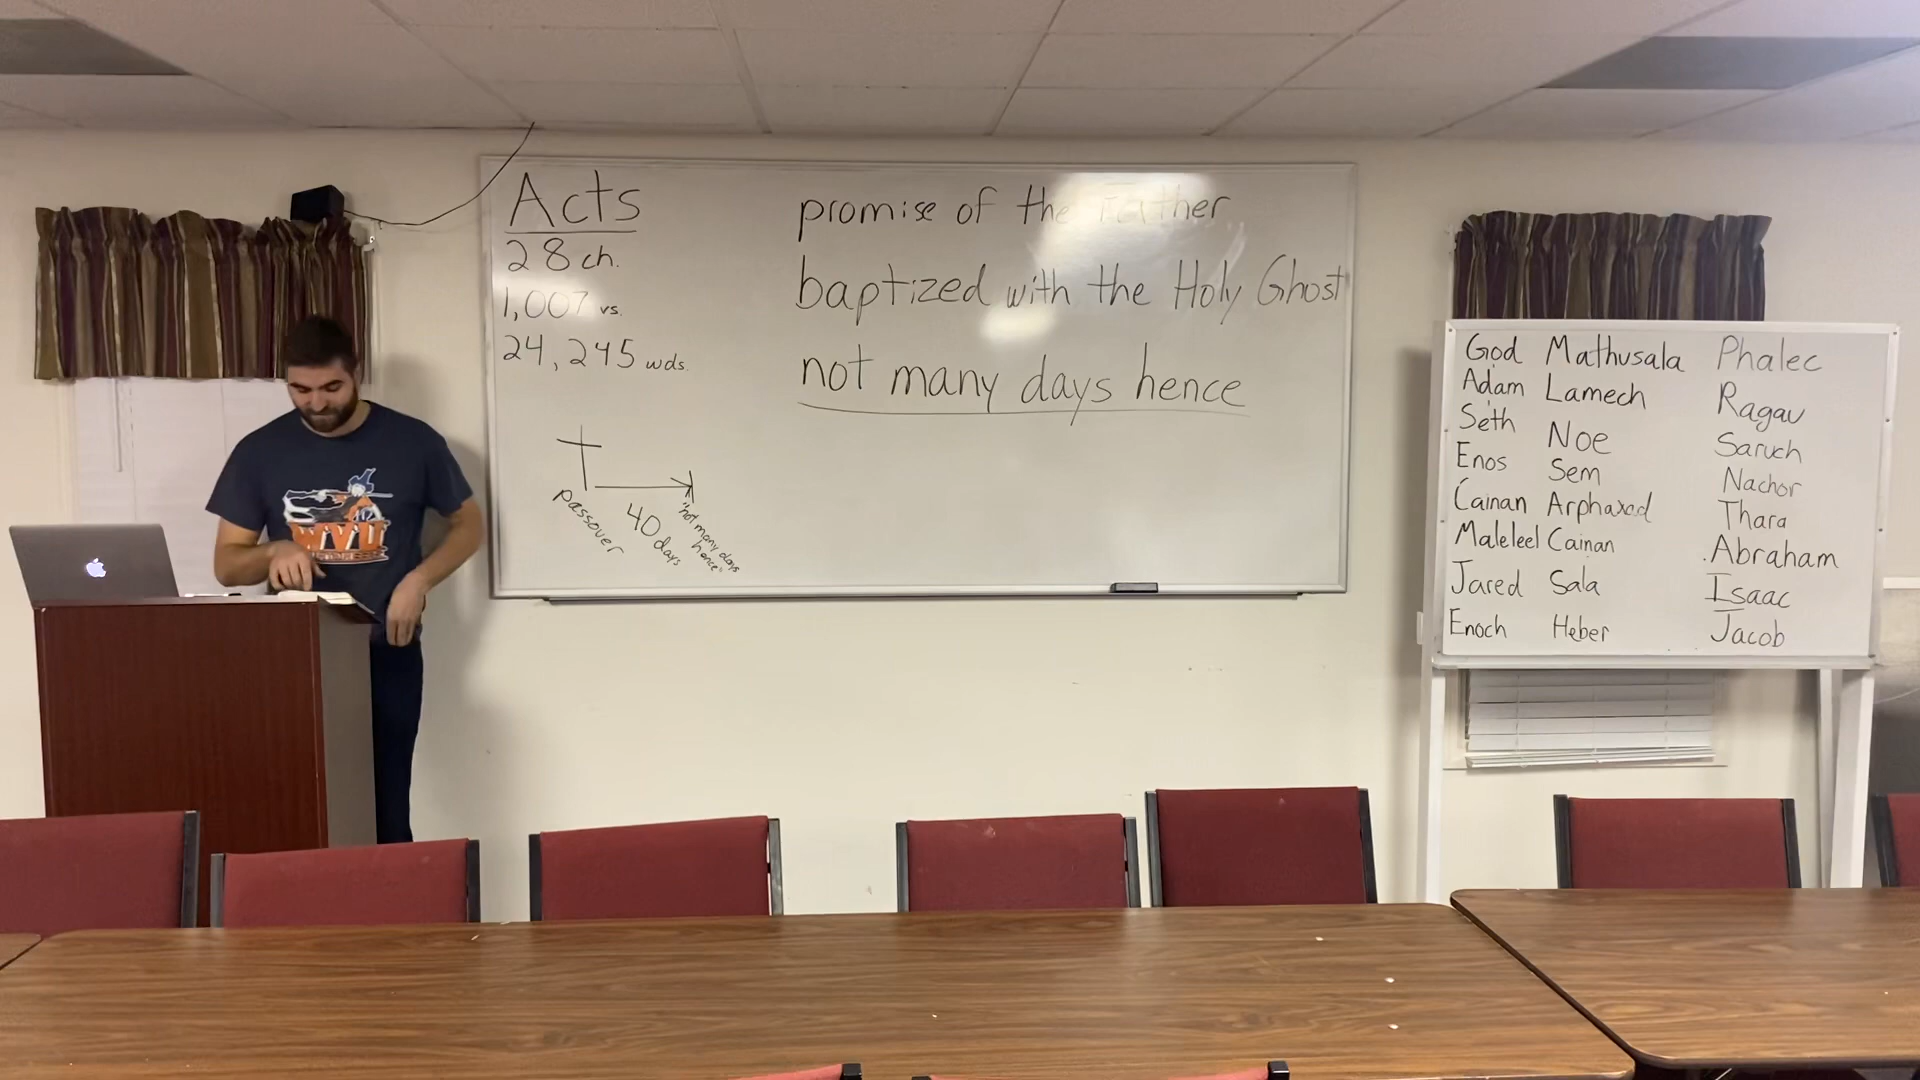 Acts
28 ch.
1,007 vs.
24,245 wds.
promise of the Father
baptized with the Holy Ghost
not many days hence
passover
40 days
"not many days
hence"
WVU
God Mathusala Phalec
Adam Lamech Ragau
Seth Noe Saruch
Enos Sem Nachor
Cainan Arphaxad Thara
Maleleel Cainan Abraham
Jared Sala Isaac
Enoch Heber Jacob